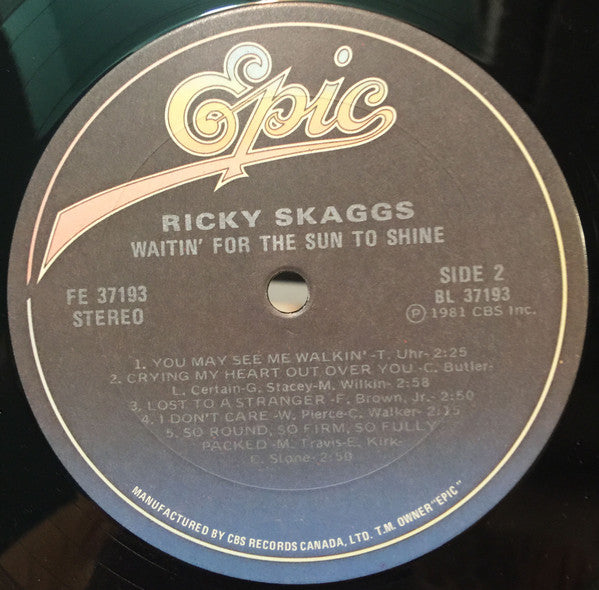 Epic
RICKY SKAGGS
WAITIN' FOR THE SUN TO SHINE
FE 37193
STEREO
SIDE 2
BL 37193
Ⓟ 1981 CBS Inc.
1. YOU MAY SEE ME WALKIN' -T. Uhr- 2:25
2. CRYING MY HEART OUT OVER YOU -C. Butler-
L. Certain-G. Stacey-M. Wilkin- 2:58
3. LOST TO A STRANGER -F. Brown, Jr.- 2:50
4. I DON'T CARE -W. Pierce-C. Walker- 2:15
5. SO ROUND, SO FIRM, SO FULLY
PACKED -M. Travis-E. Kirk-
C. Stone- 2:50
MANUFACTURED BY CBS RECORDS CANADA, LTD. T.M. OWNER "EPIC"